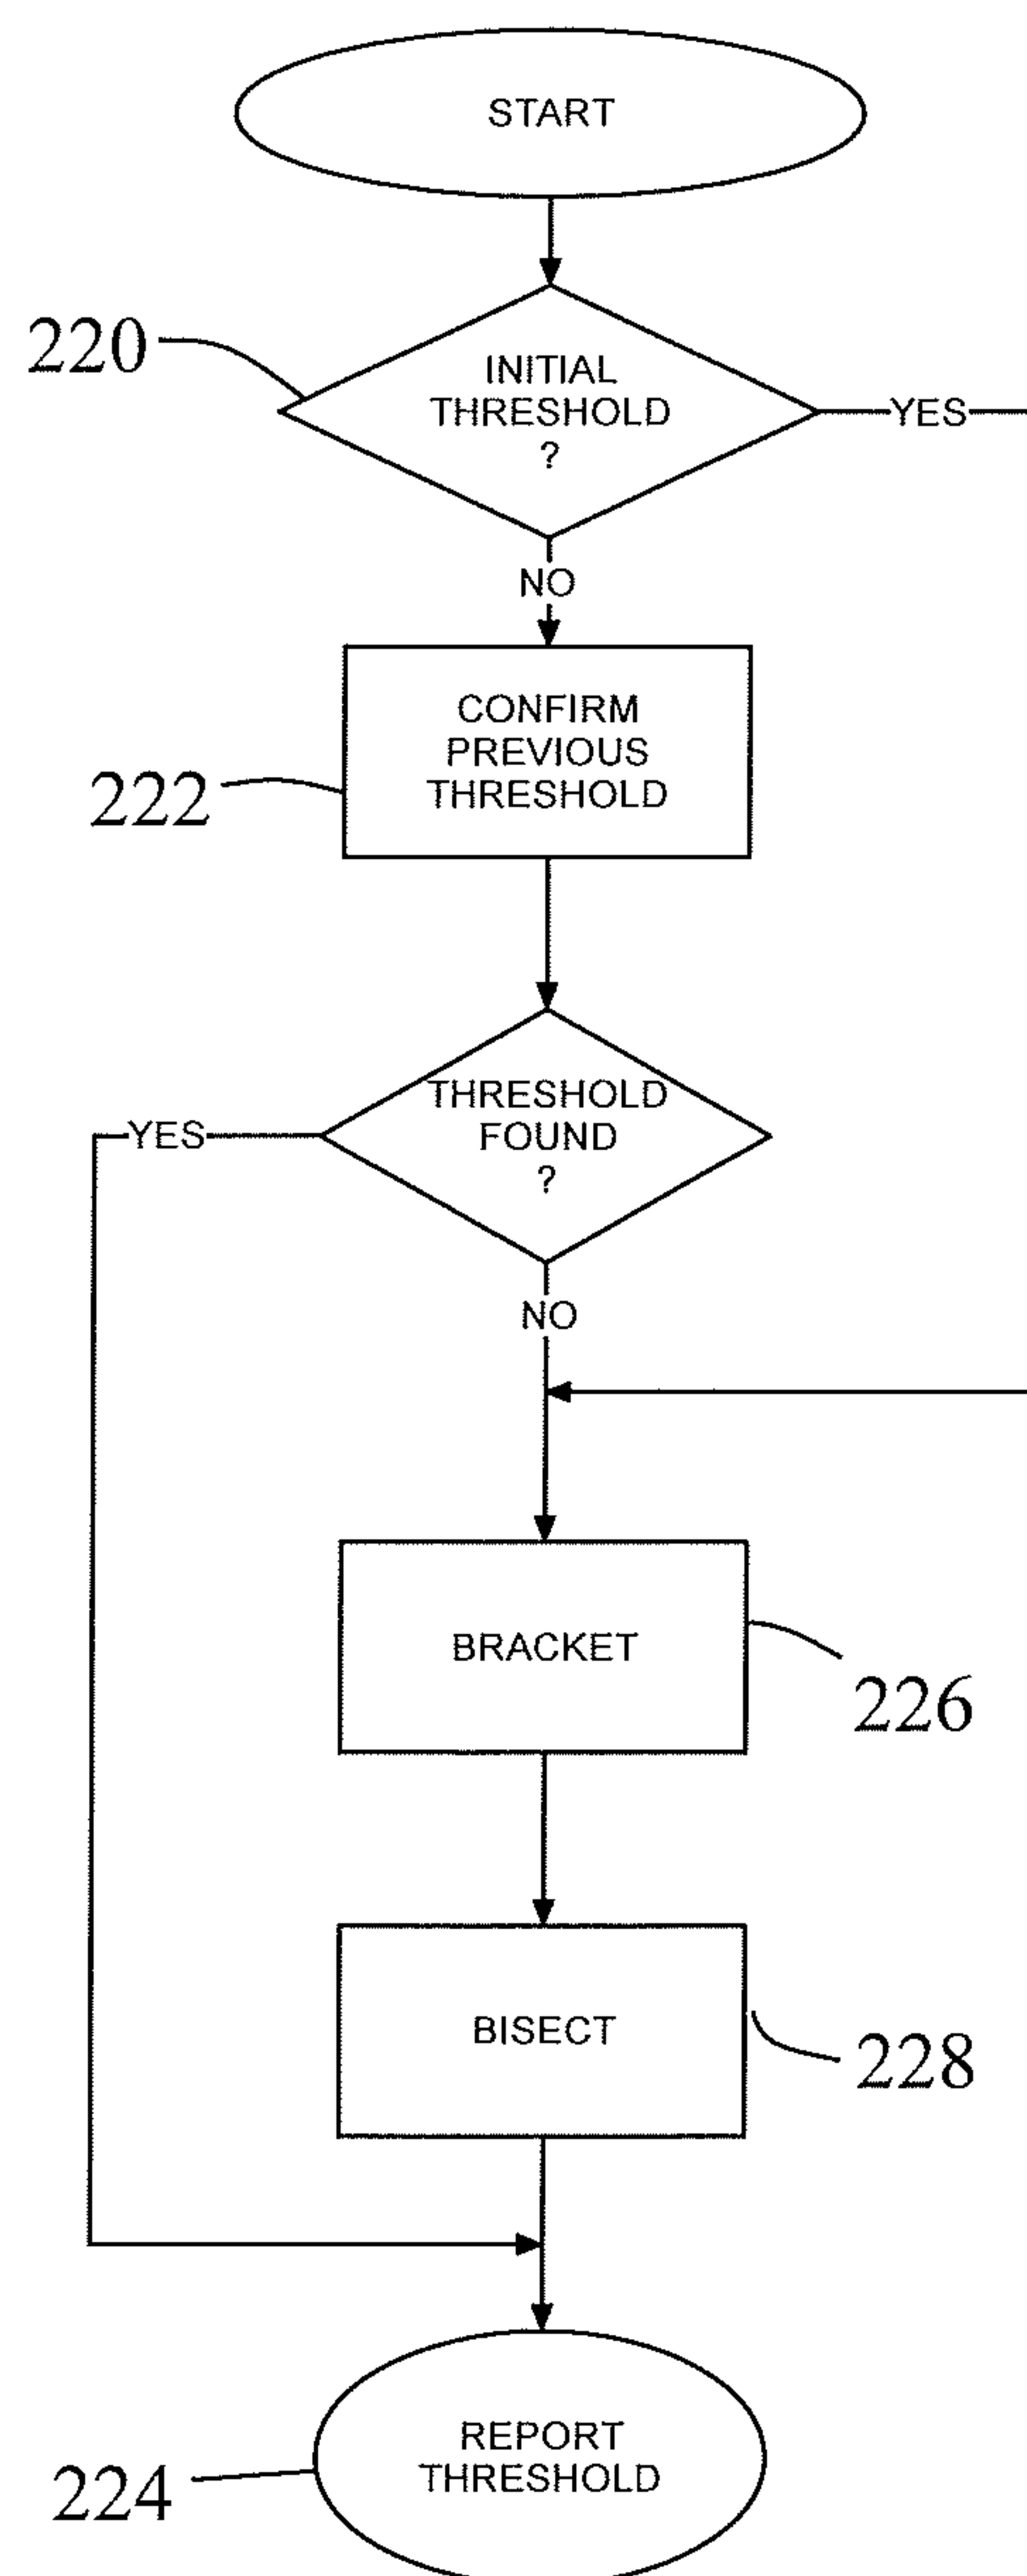 START
220
INITIAL
THRESHOLD
?
YES
NO
CONFIRM
PREVIOUS
THRESHOLD
222
THRESHOLD
FOUND
?
YES
NO
BRACKET
226
BISECT
228
REPORT
THRESHOLD
224